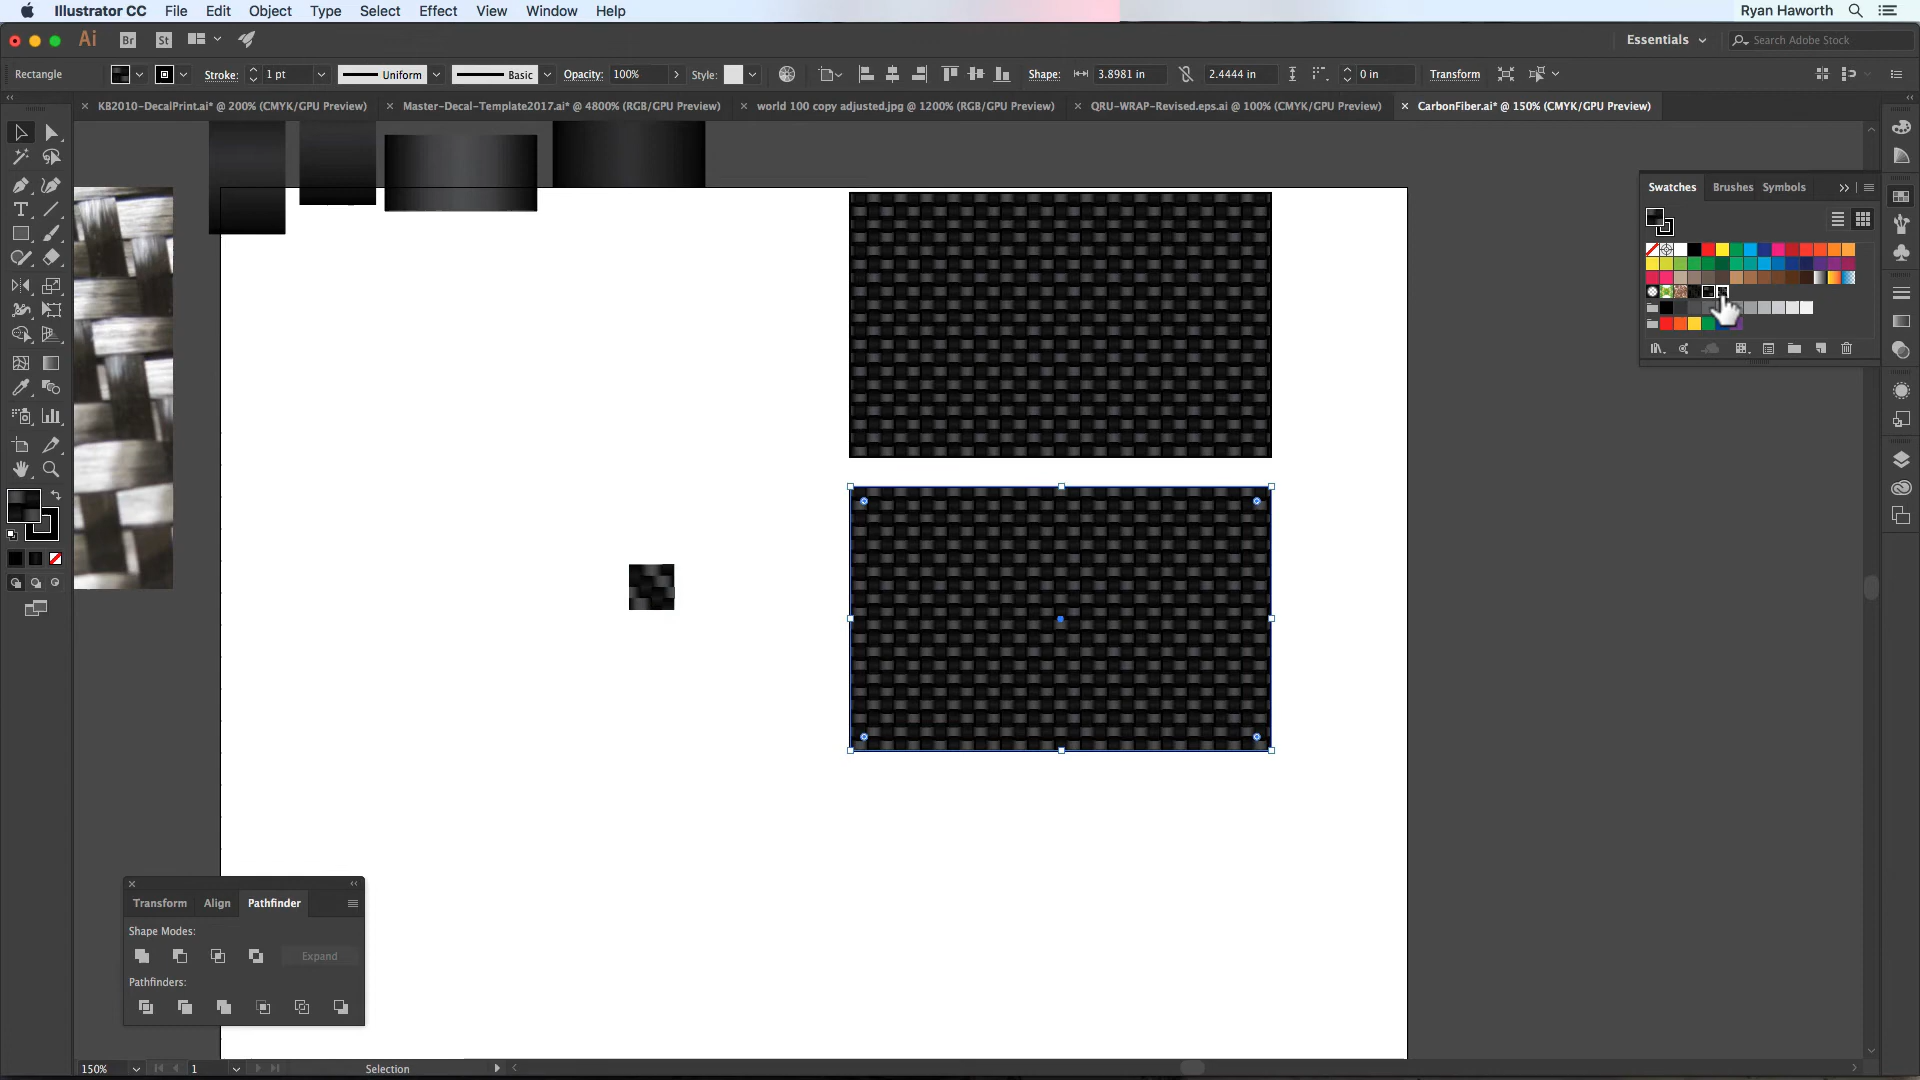 Illustrator CC File Edit Object Type Select Effect View Window Help Ryan Haworth
Ai Br St Essentials Search Adobe Stock
Rectangle Stroke: 1 pt Uniform Basic Opacity: 100% Style: Shape: 3.8981 in 2.4444 in 0 in Transform
KB2010-DecalPrint.ai* @ 200% (CMYK/GPU Preview) Master-Decal-Template2017.ai* @ 4800% (RGB/GPU Preview) world 100 copy adjusted.jpg @ 1200% (RGB/GPU Preview) QRU-WRAP-Revised.eps.ai @ 100% (CMYK/GPU Preview) CarbonFiber.ai* @ 150% (CMYK/GPU Preview)
Swatches Brushes Symbols
Transform Align Pathfinder
Shape Modes:
Expand
Pathfinders:
150% 1 Selection